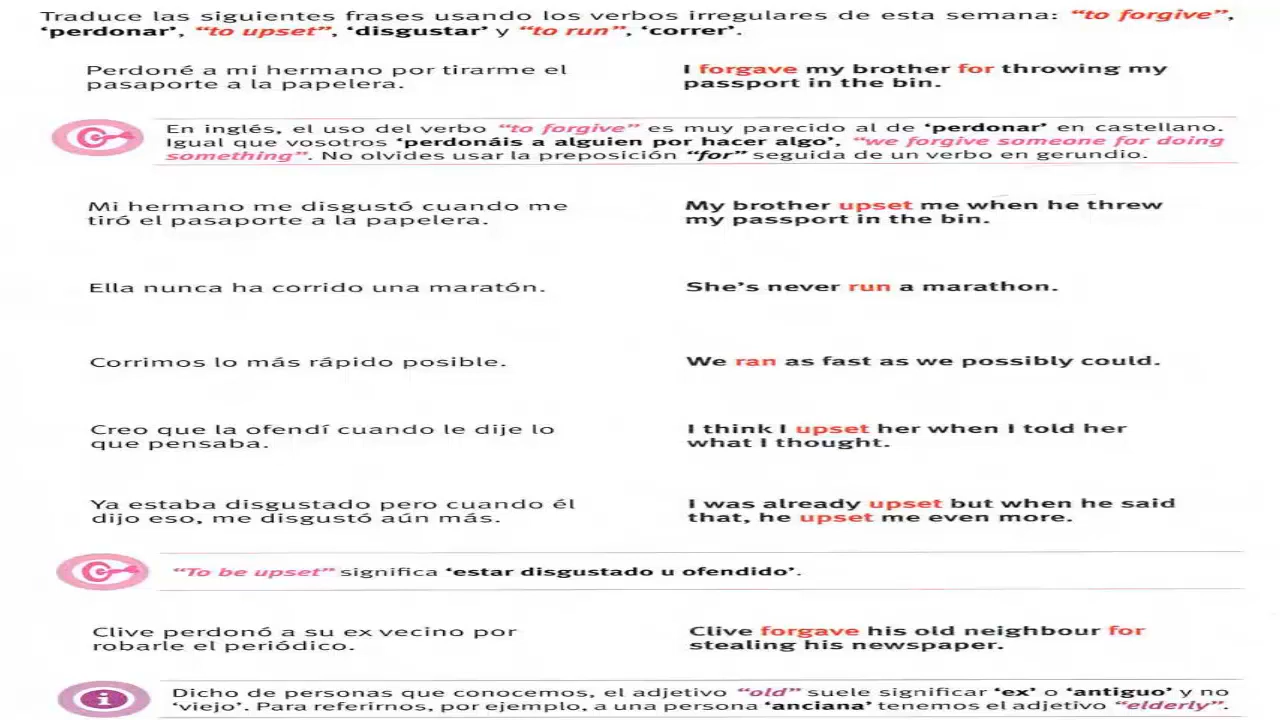 Traduce las siguientes frases usando los verbos irregulares de esta semana: “to forgive”,
‘perdonar’, “to upset”, ‘disgustar’ y “to run”, ‘correr’.
Perdoné a mi hermano por tirarme el
pasaporte a la papelera.
I forgave my brother for throwing my
passport in the bin.
En inglés, el uso del verbo “to forgive” es muy parecido al de ‘perdonar’ en castellano.
Igual que vosotros ‘perdonáis a alguien por hacer algo’, “we forgive someone for doing
something”. No olvides usar la preposición “for” seguida de un verbo en gerundio.
Mi hermano me disgustó cuando me
tiró el pasaporte a la papelera.
My brother upset me when he threw
my passport in the bin.
Ella nunca ha corrido una maratón.
She’s never run a marathon.
Corrimos lo más rápido posible.
We ran as fast as we possibly could.
Creo que la ofendí cuando le dije lo
que pensaba.
I think I upset her when I told her
what I thought.
Ya estaba disgustado pero cuando él
dijo eso, me disgustó aún más.
I was already upset but when he said
that, he upset me even more.
“To be upset” significa ‘estar disgustado u ofendido’.
Clive perdonó a su ex vecino por
robarle el periódico.
Clive forgave his old neighbour for
stealing his newspaper.
Dicho de personas que conocemos, el adjetivo “old” suele significar ‘ex’ o ‘antiguo’ y no
‘viejo’. Para referirnos, por ejemplo, a una persona ‘anciana’ tenemos el adjetivo “elderly”.